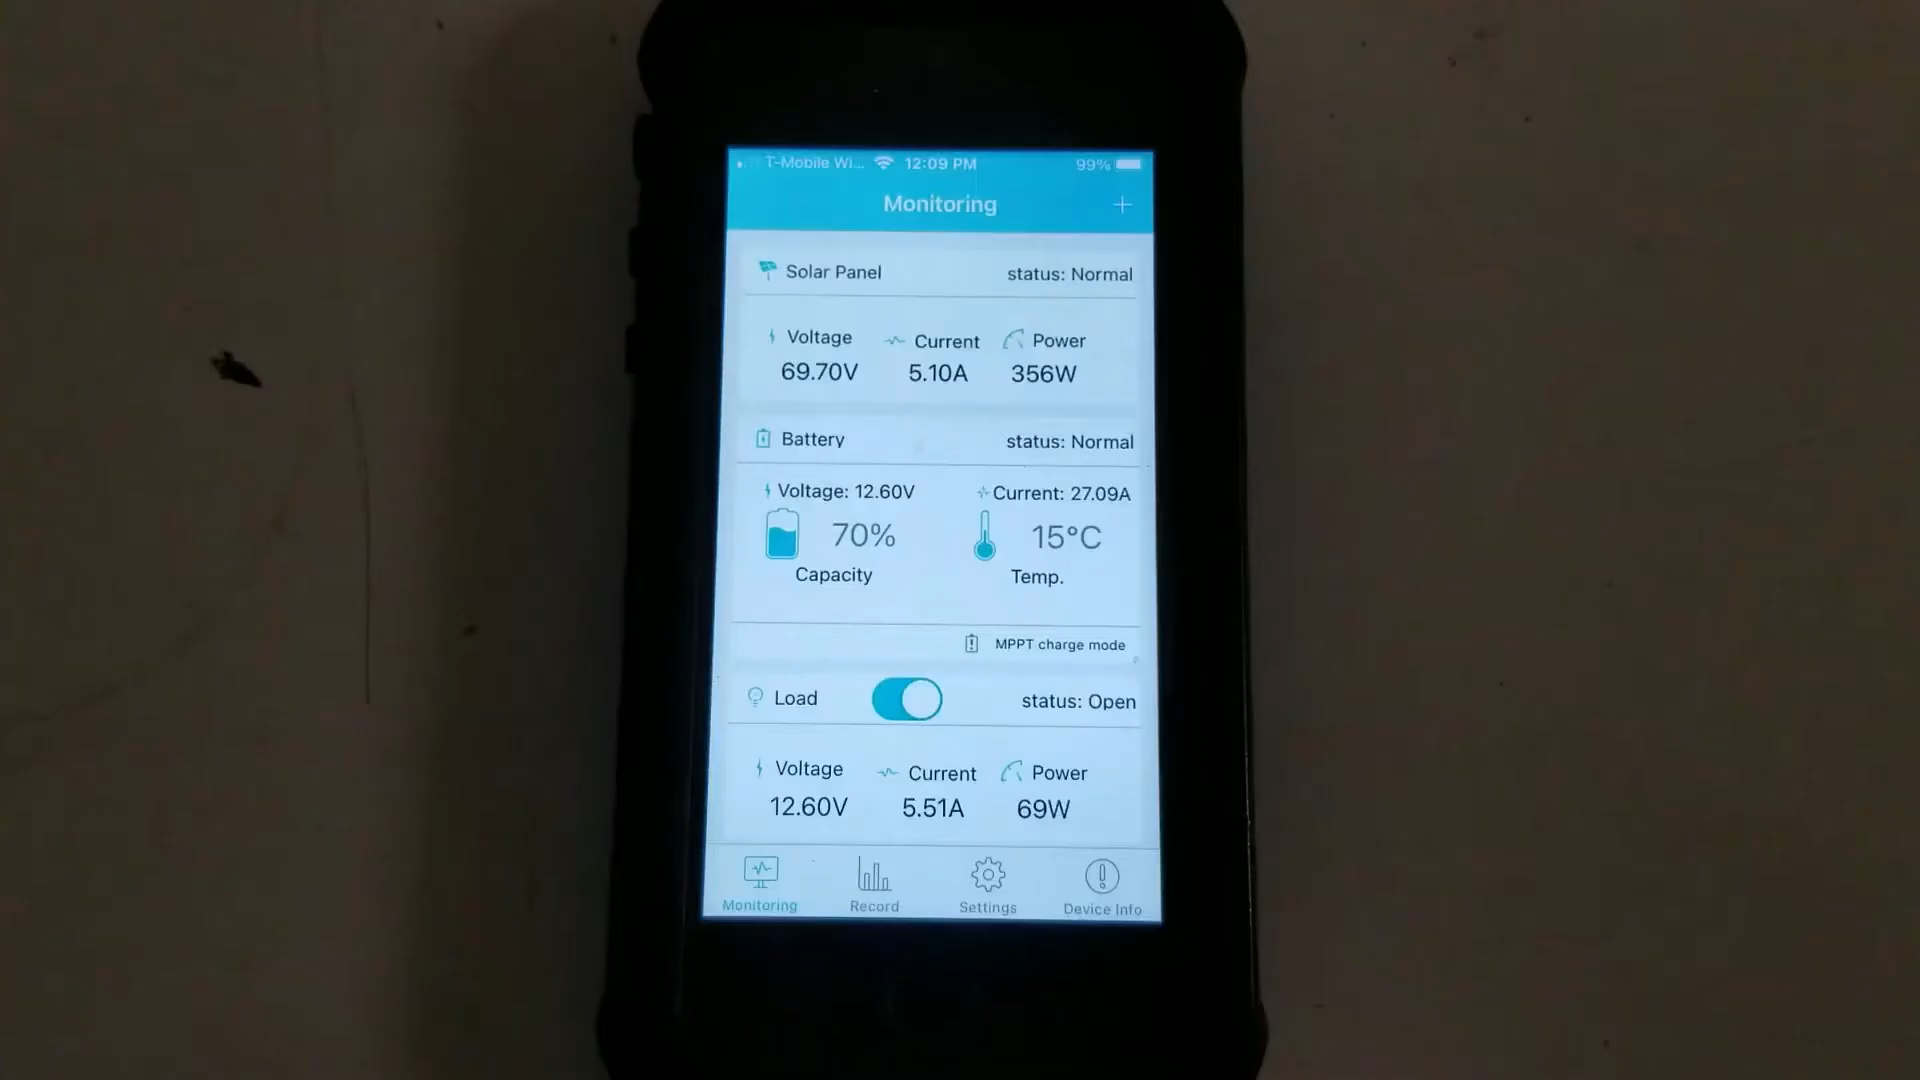 T-Mobile Wi... 12:09 PM 99%
Monitoring +
Solar Panel status: Normal
Voltage Current Power
69.70V 5.10A 356W
Battery status: Normal
Voltage: 12.60V Current: 27.09A
70% 15°C
Capacity Temp.
MPPT charge mode
Load status: Open
Voltage Current Power
12.60V 5.51A 69W
Monitoring Record Settings Device Info